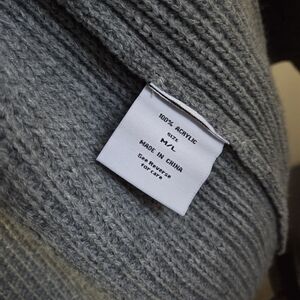 100% ACRYLIC
SIZE
M/L
MADE IN CHINA
See Reverse
for care